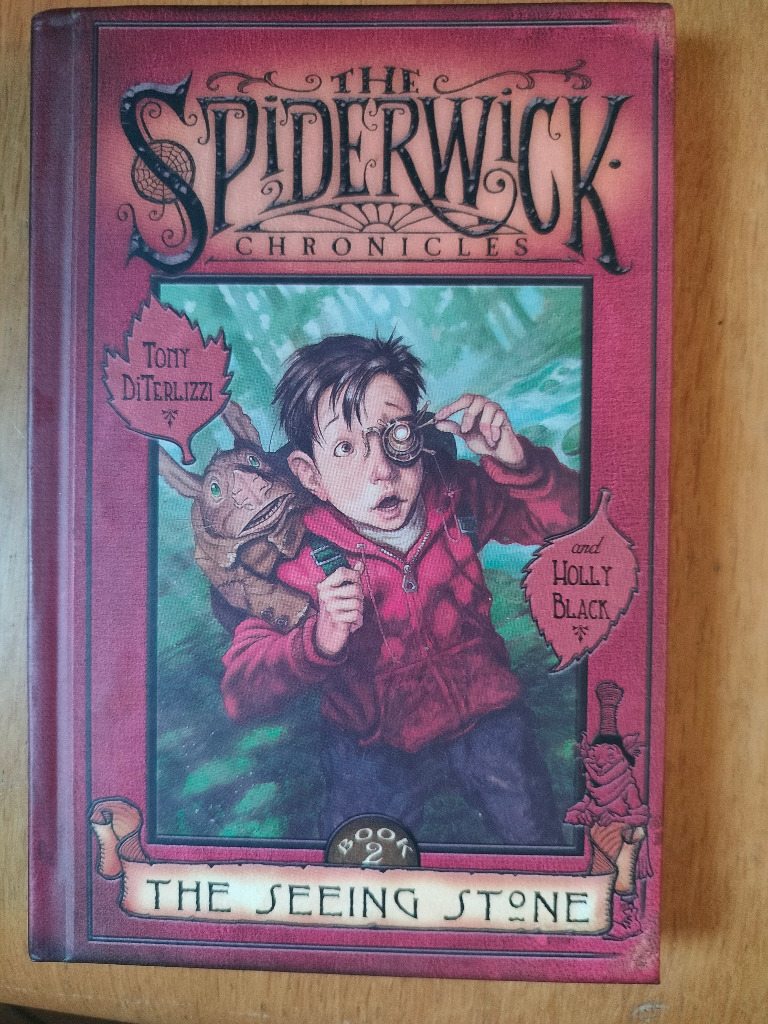 THE
SPIDERWICK
CHRONICLES
TONY
DITERLIZZI
and
HOLLY
BLACK
BOOK
2
THE SEEING STONE